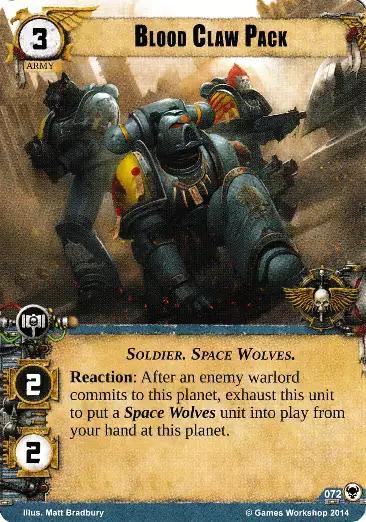 3
ARMY
BLOOD CLAW PACK
SOLDIER. SPACE WOLVES.
2
2
Reaction: After an enemy warlord
commits to this planet, exhaust this unit
to put a Space Wolves unit into play from
your hand at this planet.
072
Illus. Matt Bradbury
© Games Workshop 2014